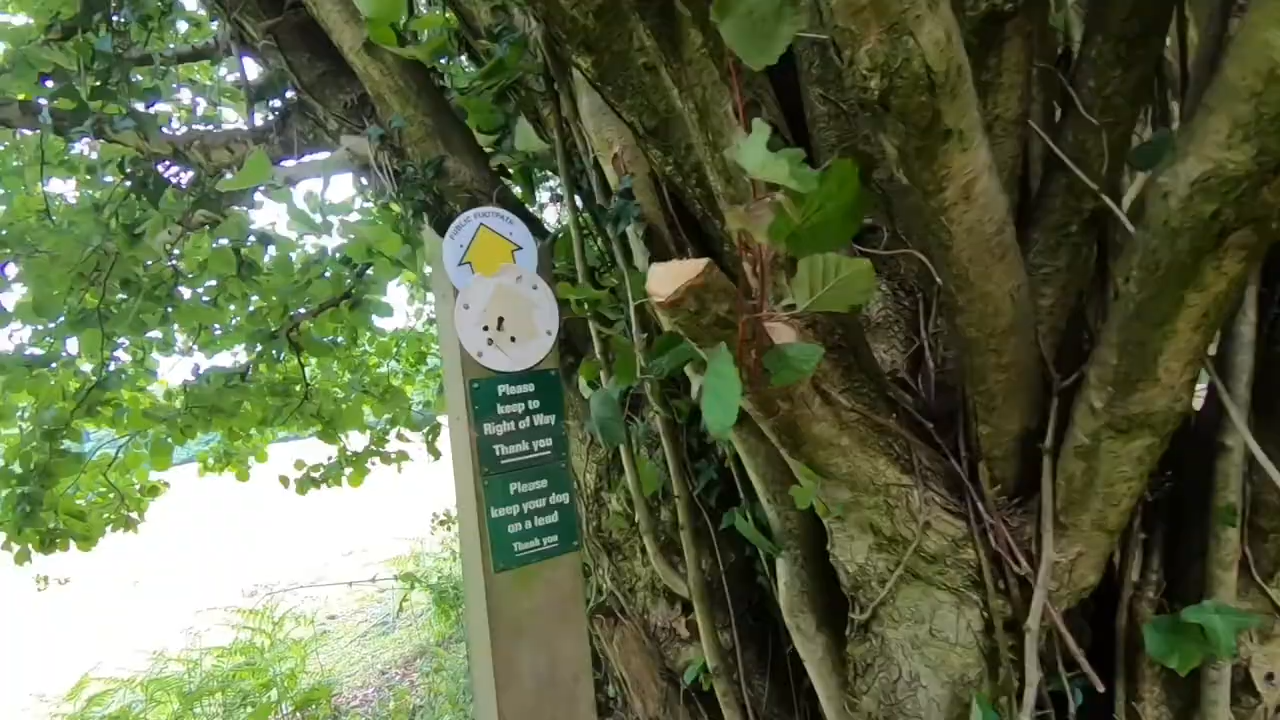 PUBLIC FOOTPATH
Please
keep to
Right of Way
Thank you
Please
keep your dog
on a lead
Thank you